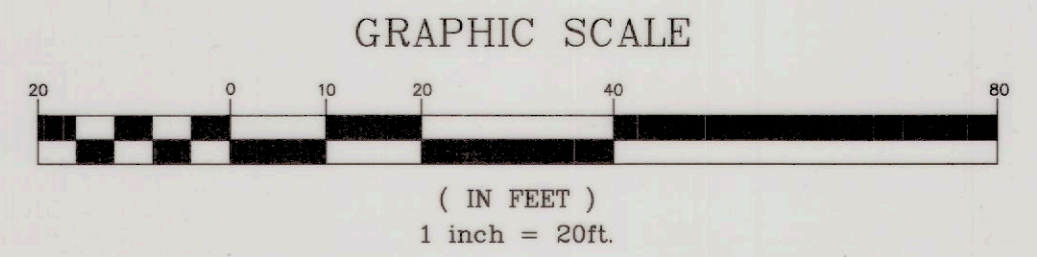 GRAPHIC SCALE
20 0 10 20 40 80
( IN FEET )
1 inch = 20ft.